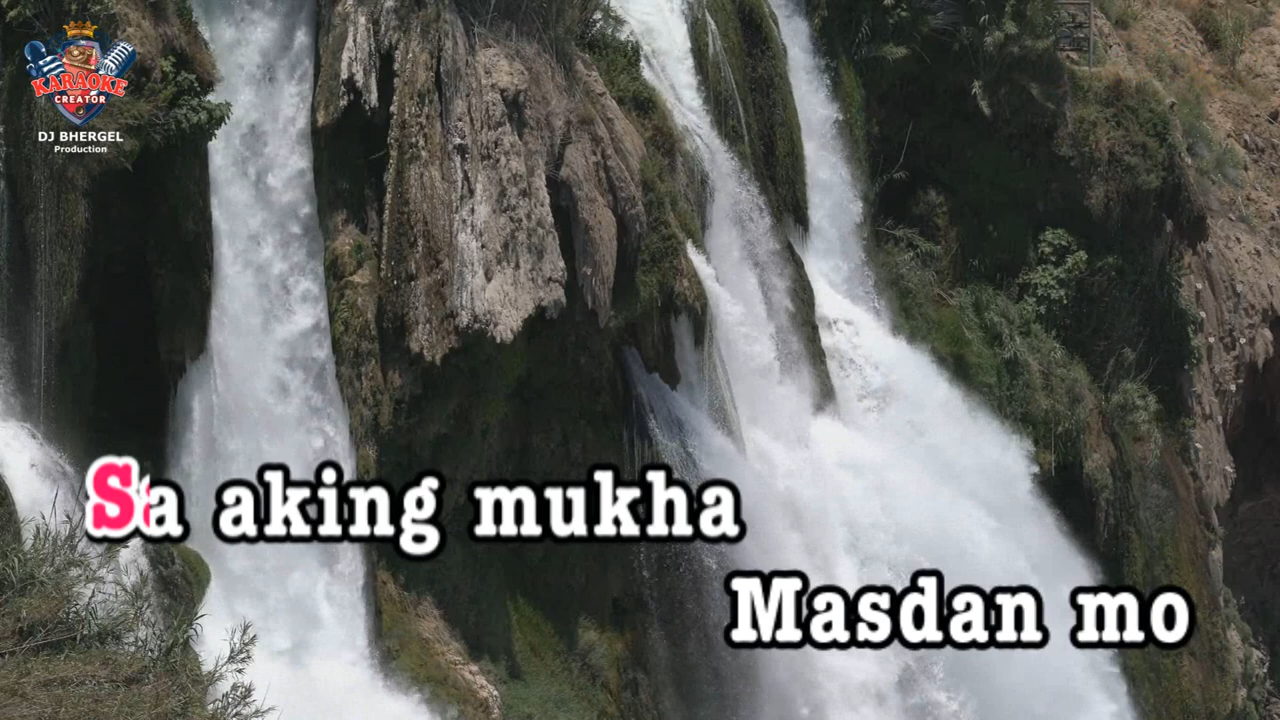 KARAOKE
CREATOR
DJ BHERGEL
Production
Sa aking mukha
Masdan mo